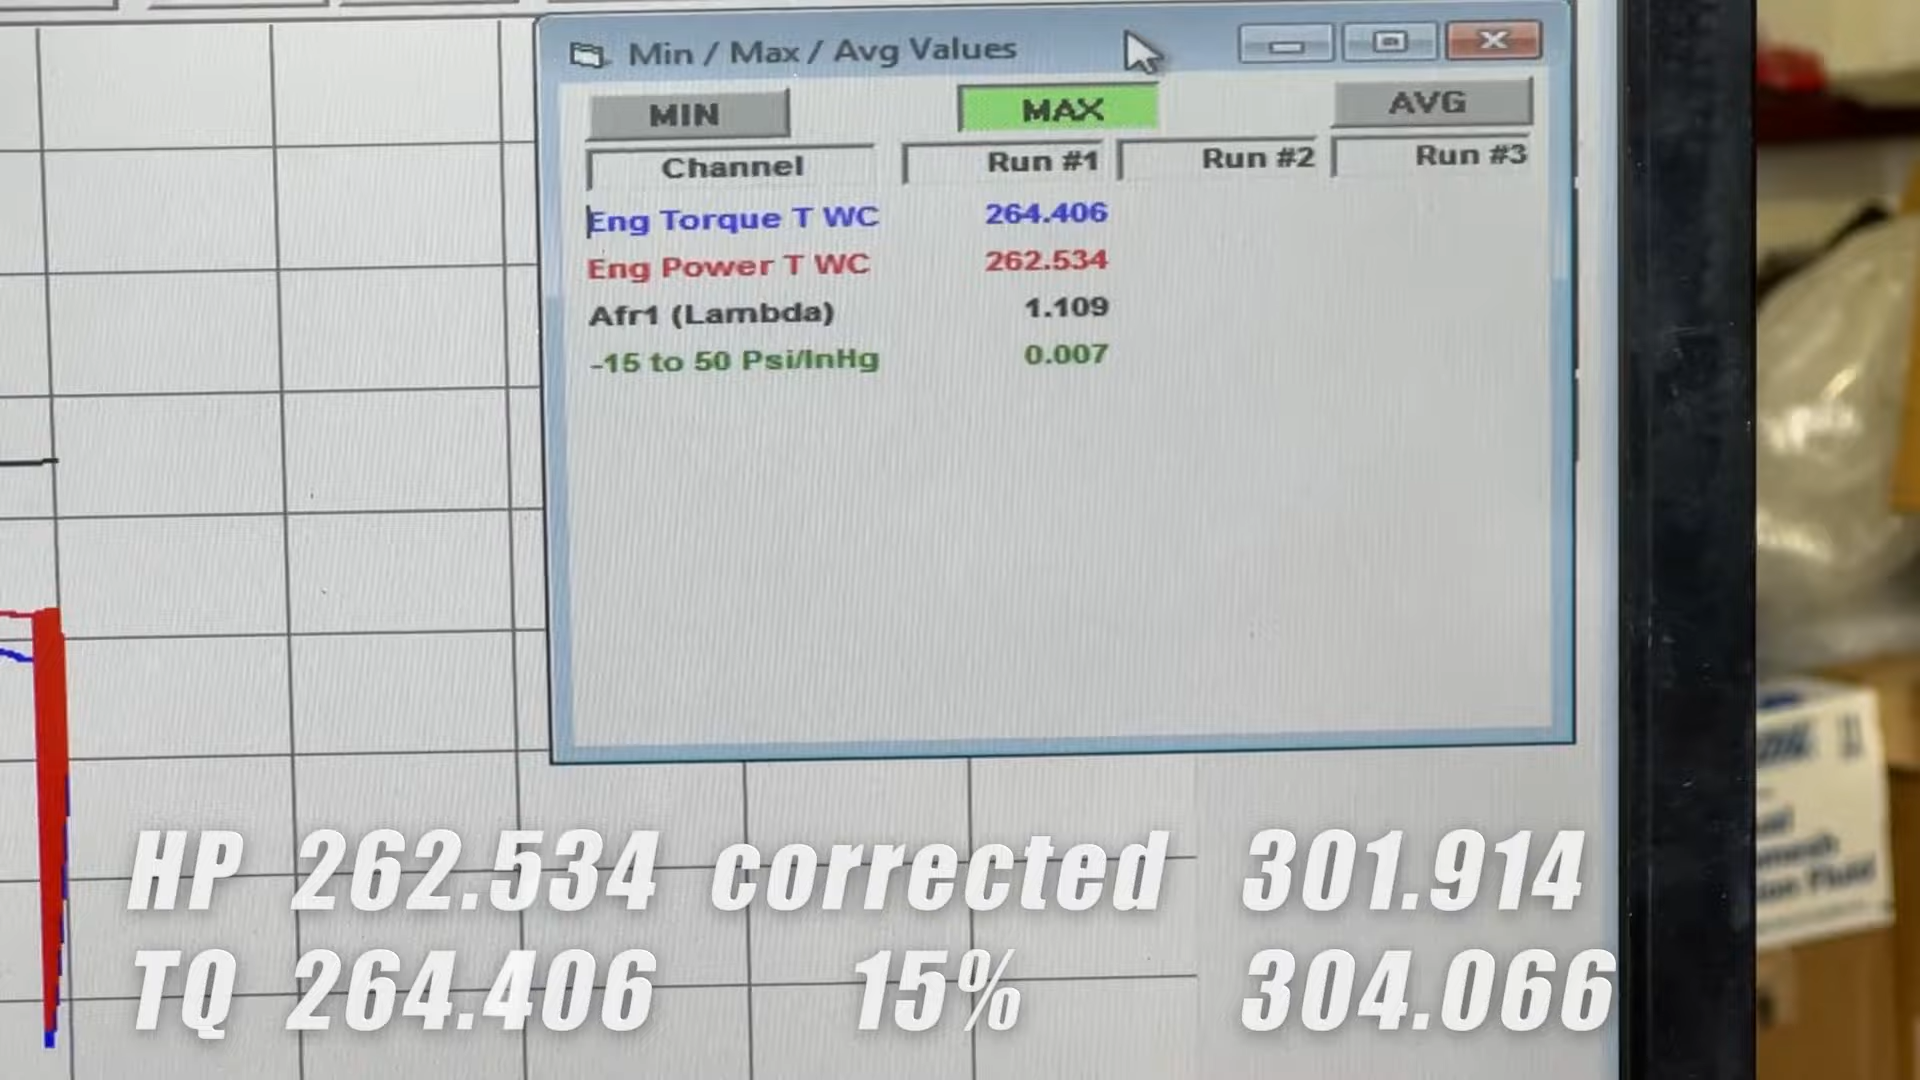 Min / Max / Avg Values
MIN MAX AVG
Channel Run #1 Run #2 Run #3
Eng Torque T WC 264.406
Eng Power T WC 262.534
Afr1 (Lambda) 1.109
-15 to 50 Psi/InHg 0.007
HP 262.534 corrected 301.914
TQ 264.406 15% 304.066
Fluid